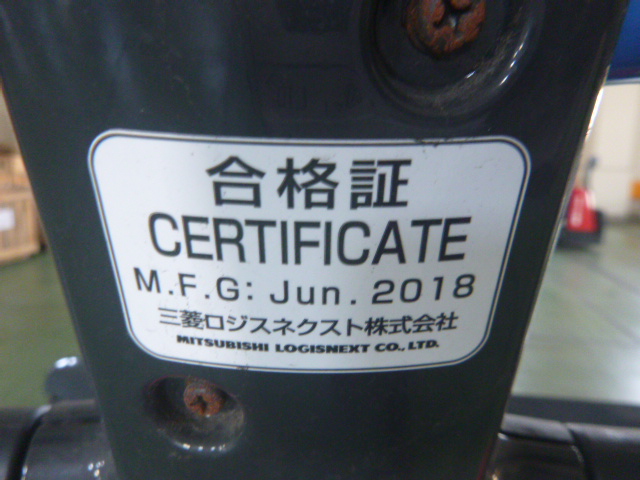 合格証
CERTIFICATE
M.F.G: Jun. 2018
三菱ロジスネクスト株式会社
MITSUBISHI LOGISNEXT CO., LTD.